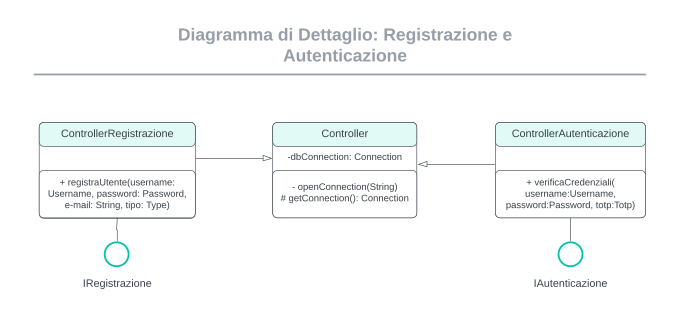 Diagramma di Dettaglio: Registrazione e
Autenticazione
ControllerRegistrazione
+ registraUtente(username:
Username, password: Password,
e-mail: String, tipo: Type)
IRegistrazione
Controller
-dbConnection: Connection
- openConnection(String)
# getConnection(): Connection
ControllerAutenticazione
+ verificaCredenziali(
username:Username,
password:Password, totp:Totp)
IAutenticazione